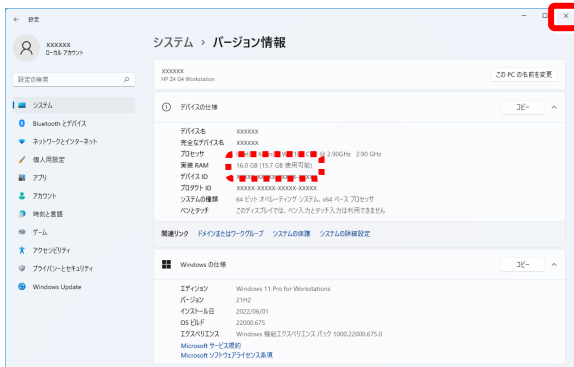 ← 設定
xxxxxx
ローカル アカウント
設定の検索
システム
Bluetooth とデバイス
ネットワークとインターネット
個人用設定
アプリ
アカウント
時刻と言語
ゲーム
アクセシビリティ
プライバシーとセキュリティ
Windows Update
システム › バージョン情報
XXXXXX
HP Z4 G4 Workstation
この PC の名前を変更
デバイスの仕様
コピー
デバイス名 XXXXXX
完全なデバイス名 XXXXXX
プロセッサ 2.90GHz 2.90 GHz
実装 RAM 16.0 GB (15.7 GB 使用可能)
デバイス ID
プロダクト ID XXXXX-XXXXX-XXXXX-XXXXX
システムの種類 64 ビット オペレーティング システム、x64 ベース プロセッサ
ペンとタッチ このディスプレイでは、ペン入力とタッチ入力は利用できません
関連リンク ドメインまたはワークグループ システムの保護 システムの詳細設定
Windows の仕様
コピー
エディション Windows 11 Pro for Workstations
バージョン 21H2
インストール日 2022/06/01
OS ビルド 22000.675
エクスペリエンス Windows 機能エクスペリエンス パック 1000.22000.675.0
Microsoft サービス規約
Microsoft ソフトウェアライセンス条項